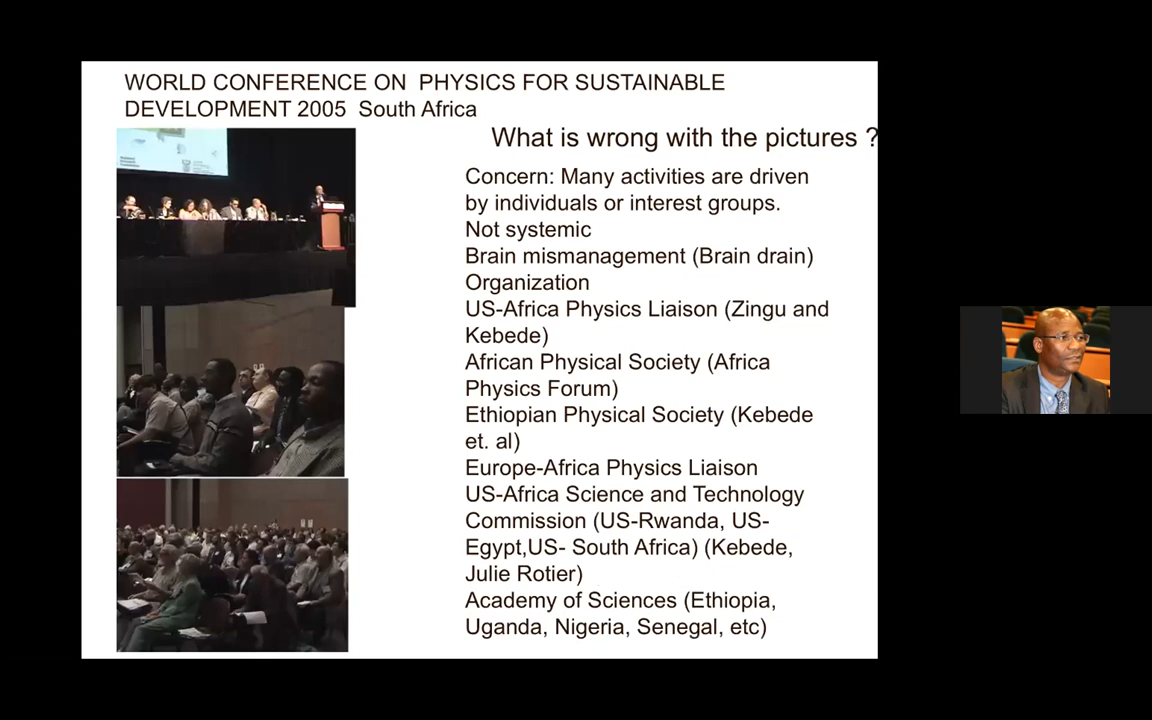 WORLD CONFERENCE ON PHYSICS FOR SUSTAINABLE
DEVELOPMENT 2005 South Africa
What is wrong with the pictures ?
Concern: Many activities are driven
by individuals or interest groups.
Not systemic
Brain mismanagement (Brain drain)
Organization
US-Africa Physics Liaison (Zingu and
Kebede)
African Physical Society (Africa
Physics Forum)
Ethiopian Physical Society (Kebede
et. al)
Europe-Africa Physics Liaison
US-Africa Science and Technology
Commission (US-Rwanda, US-
Egypt,US- South Africa) (Kebede,
Julie Rotier)
Academy of Sciences (Ethiopia,
Uganda, Nigeria, Senegal, etc)